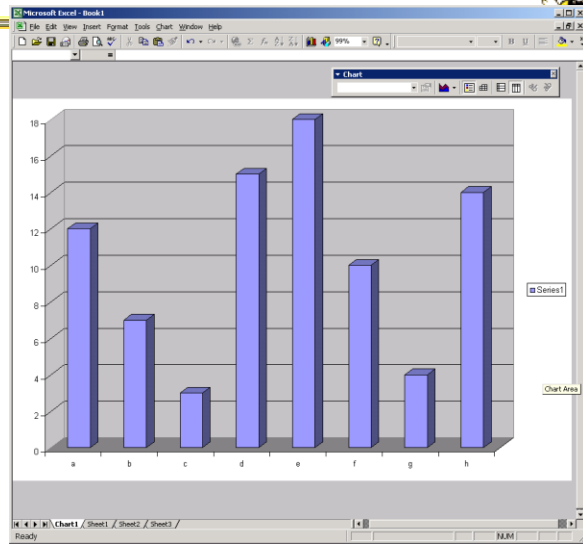 Microsoft Excel - Book1
File Edit View Insert Format Tools Chart Window Help
99%
=
Chart
18
16
14
12
10
8
6
4
2
0
a b c d e f g h
Series1
Chart Area
Chart1 Sheet1 Sheet2 Sheet3
Ready NUM